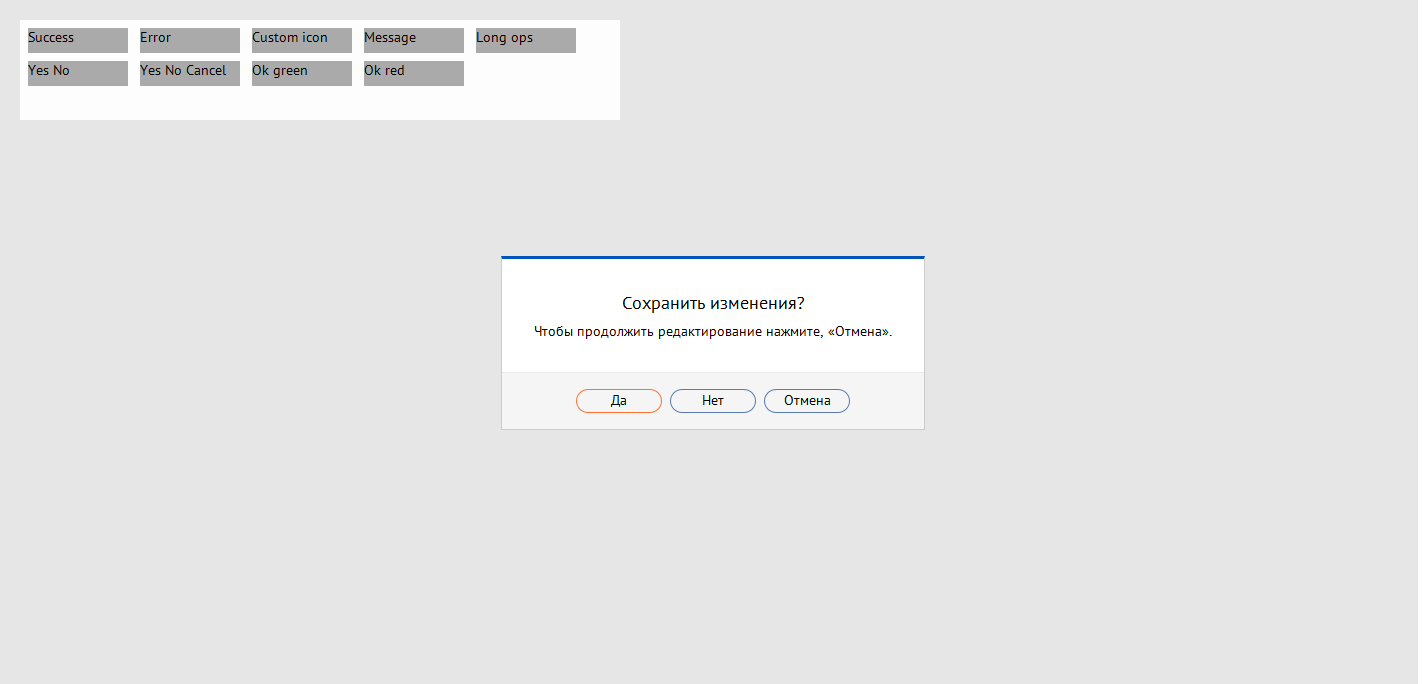 Success Error Custom icon Message Long ops
Yes No Yes No Cancel Ok green Ok red
Сохранить изменения?
Чтобы продолжить редактирование нажмите, «Отмена».
Да Нет Отмена